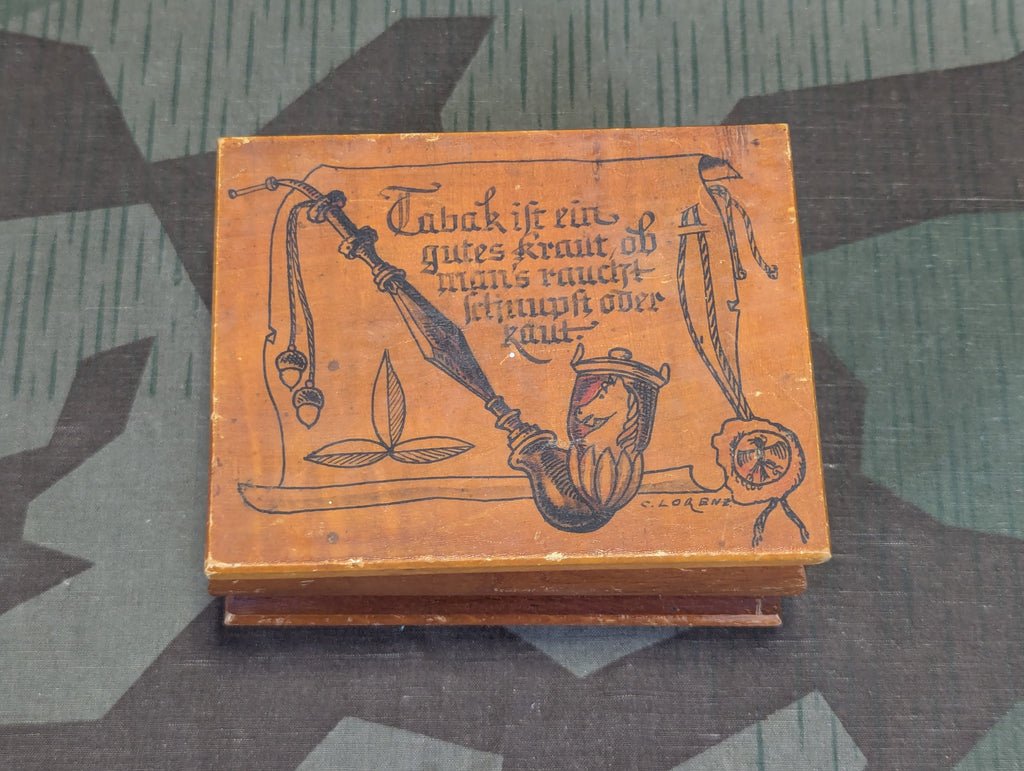 Tabak ist ein
gutes Kraut, ob
man's raucht
schnupft oder
kaut.
C. LORENZ